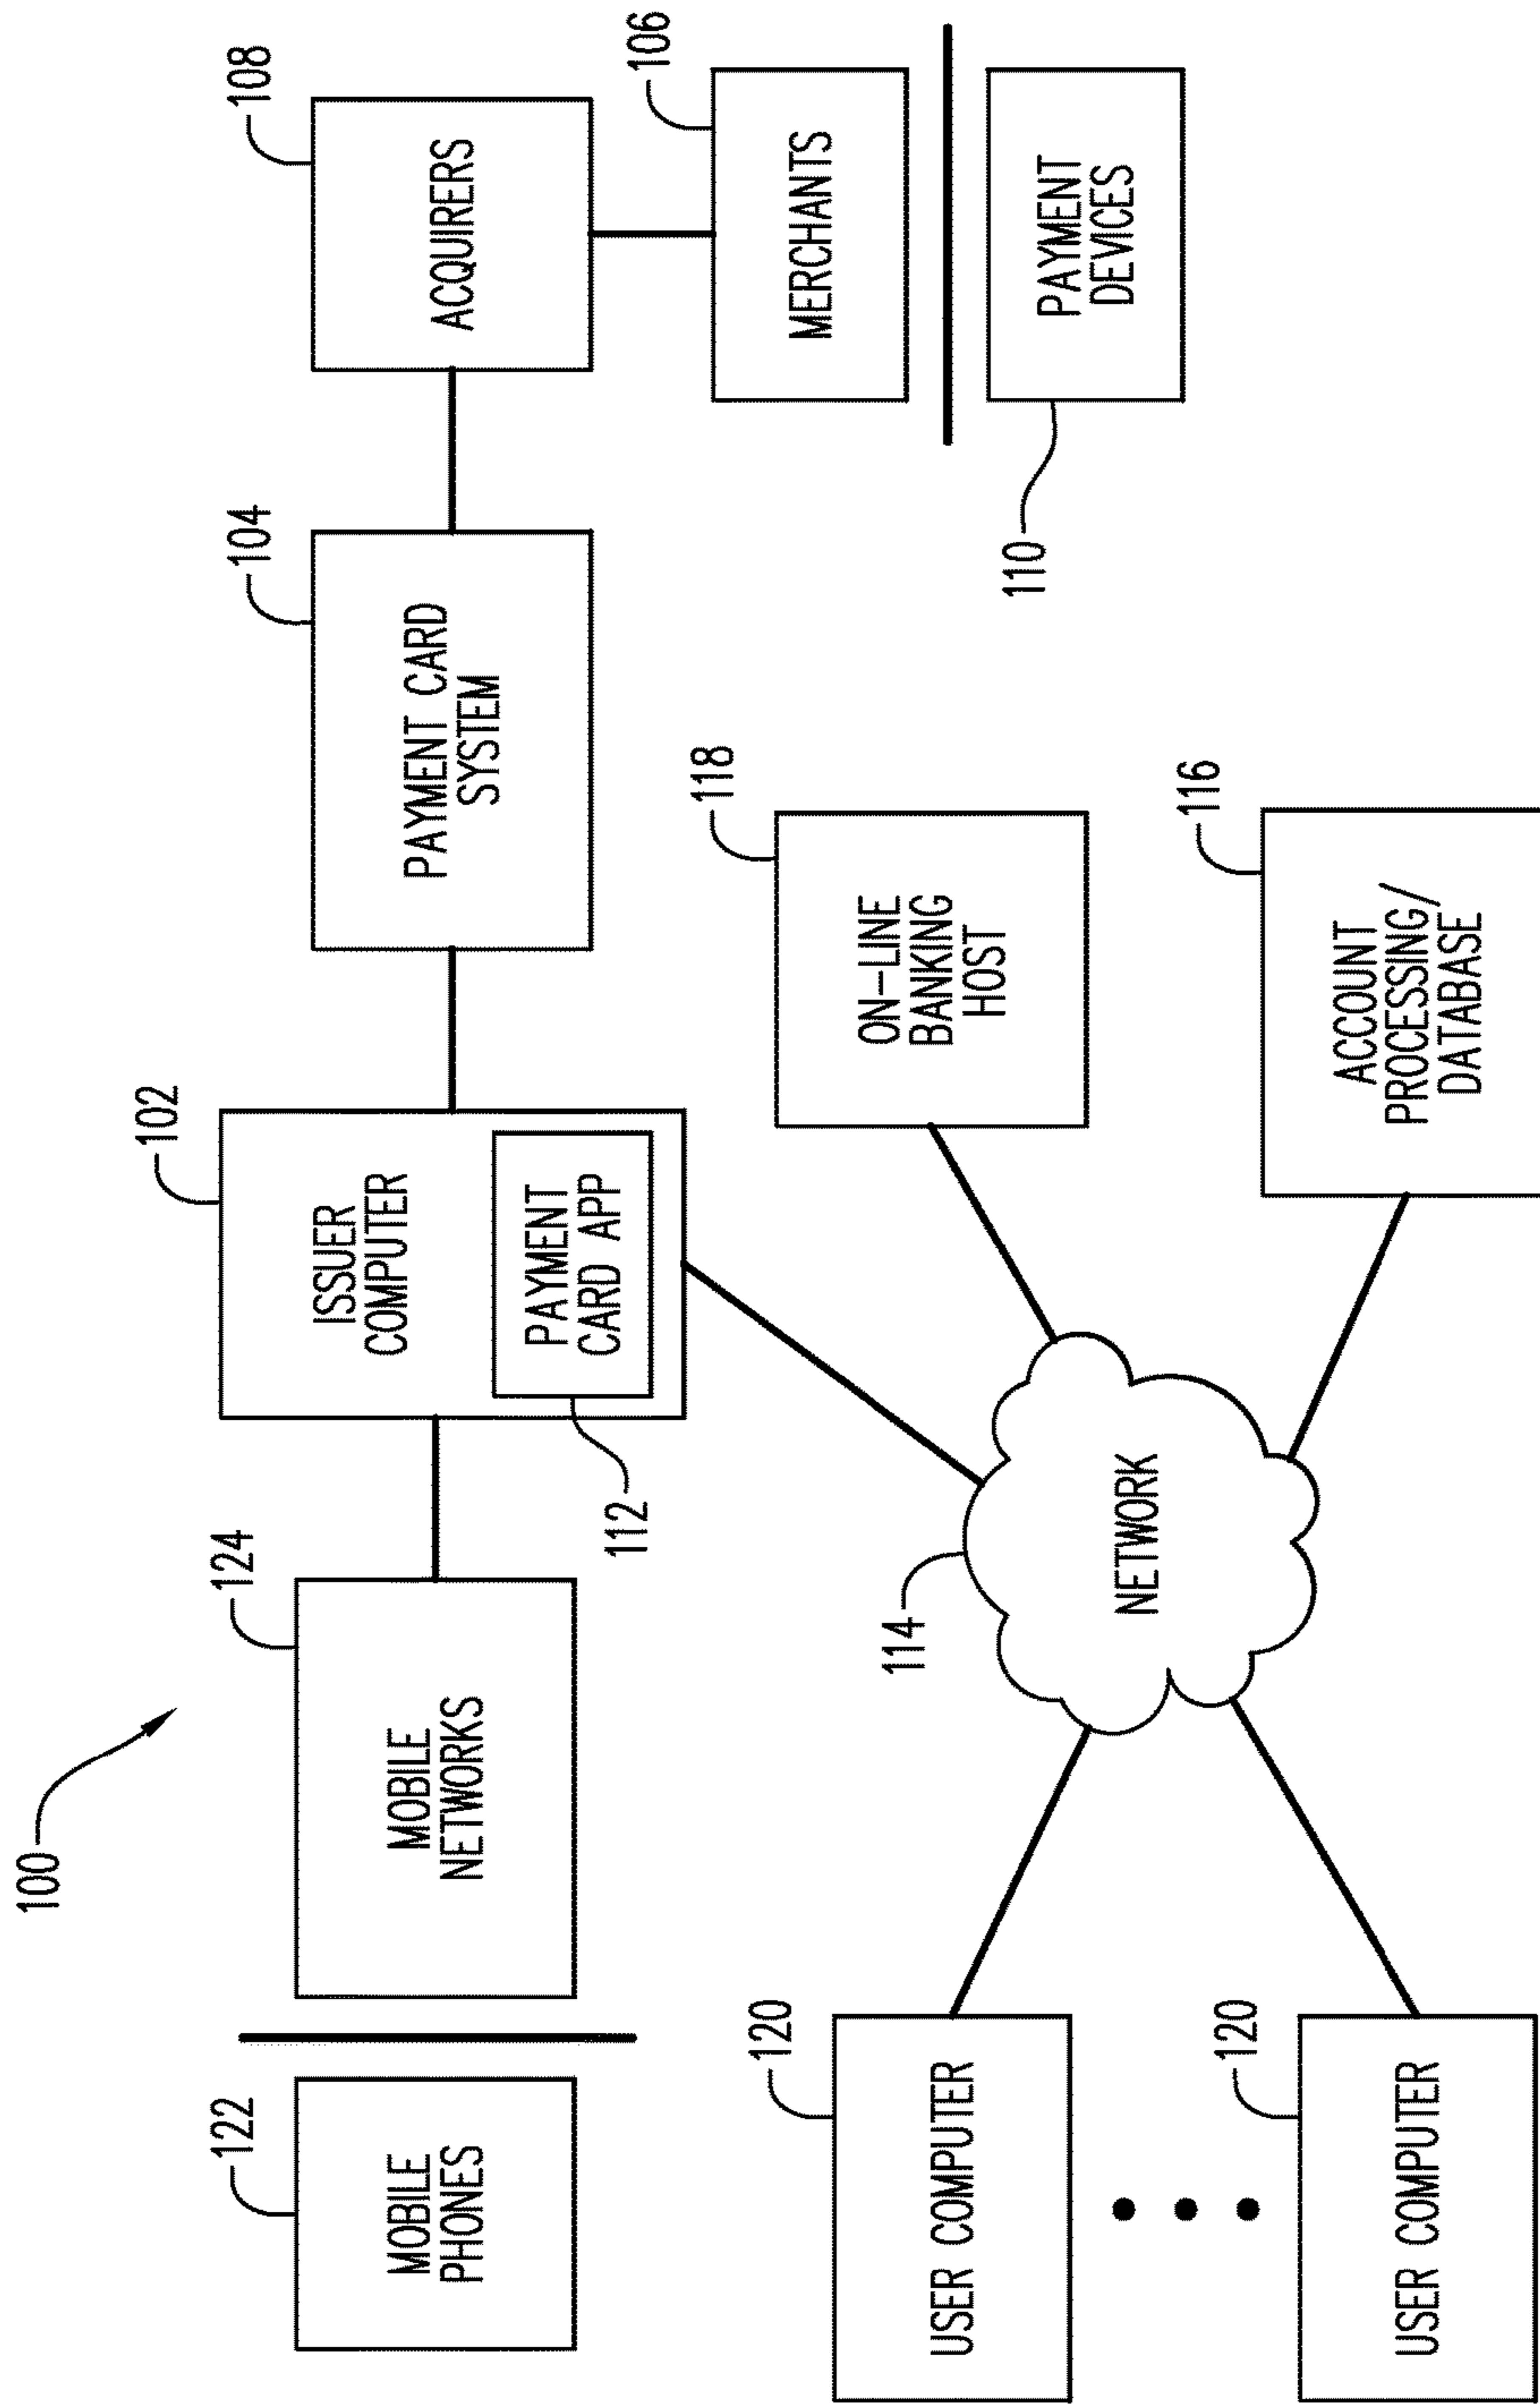 100
122
MOBILE
PHONES
124
MOBILE
NETWORKS
102
ISSUER
COMPUTER
PAYMENT
CARD APP
112
104
PAYMENT CARD
SYSTEM
108
ACQUIRERS
106
MERCHANTS
PAYMENT
DEVICES
110
120
USER COMPUTER
120
USER COMPUTER
114
NETWORK
118
ON-LINE
BANKING
HOST
116
ACCOUNT
PROCESSING/
DATABASE